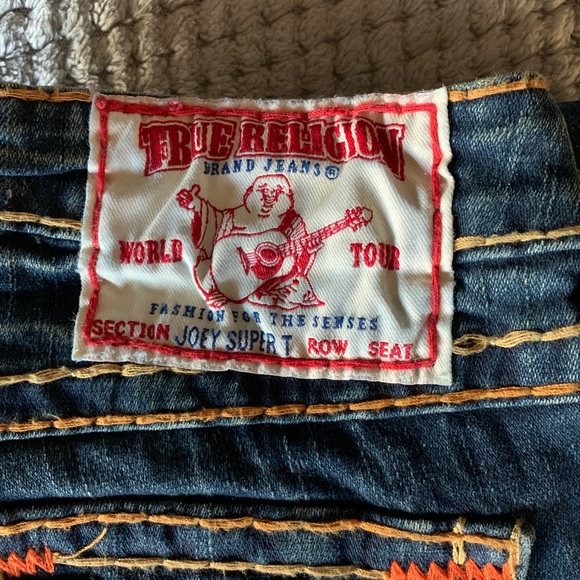 TRUE RELIGION
BRAND JEANS®
WORLD TOUR
FASHION FOR THE SENSES
SECTION JOEY SUPER T ROW SEAT